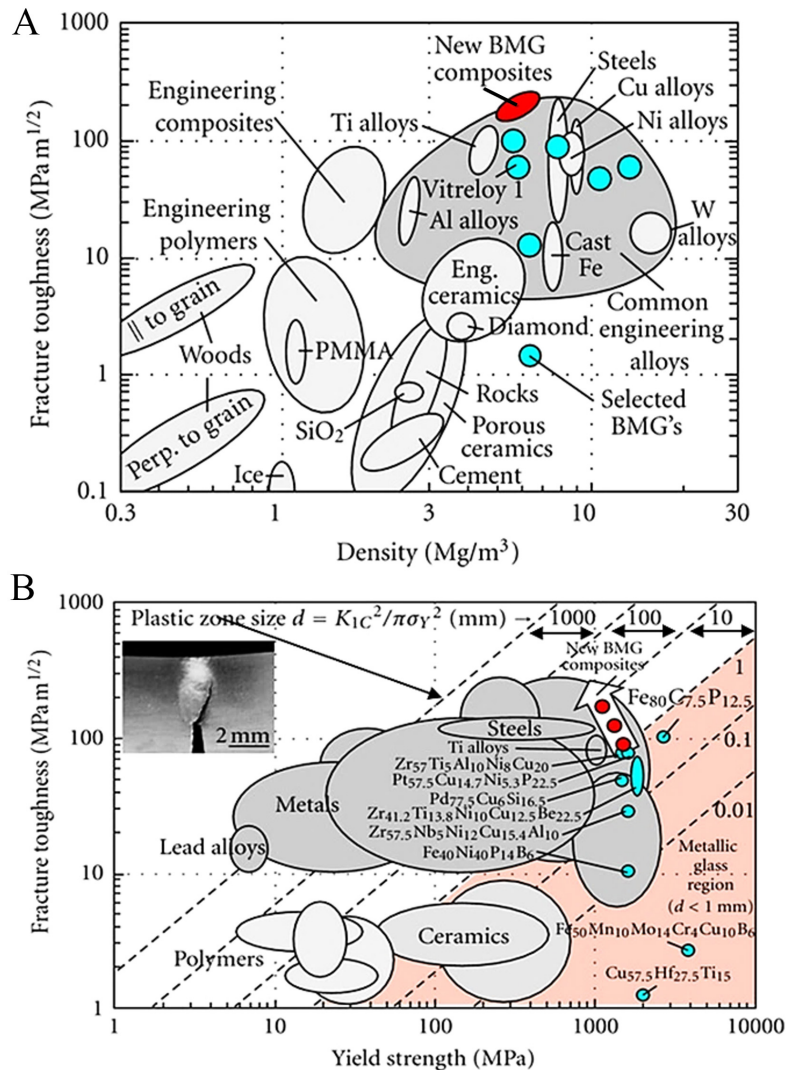 A
1000
100
10
1
0.1
Fracture toughness (MPa m^1/2)
New BMG
composites
Steels
Cu alloys
Ni alloys
Engineering
composites
Ti alloys
Vitreloy 1
Al alloys
Engineering
polymers
W
alloys
Cast
Fe
Eng.
ceramics
Common
engineering
alloys
Diamond
|| to grain
Woods
PMMA
Rocks
Selected
BMG's
SiO2
Porous
ceramics
Perp. to grain
Ice
Cement
0.3 1 3 10 30
Density (Mg/m³)
B
1000
100
10
1
Fracture toughness (MPa m^1/2)
Plastic zone size d = K1C²/πσY² (mm) → 1000 100 10
New BMG
composites
1
0.1
0.01
2 mm
Fe80C7.5P12.5
Steels
Ti alloys
Zr57Ti5Al10Ni8Cu20
Pt57.5Cu14.7Ni5.3P22.5
Pd77.5Cu6Si16.5
Zr41.2Ti13.8Ni10Cu12.5Be22.5
Zr57.5Nb5Ni12Cu15.4Al10
Fe40Ni40P14B6
Metals
Lead alloys
Metallic
glass
region
(d < 1 mm)
Fe50Mn10Mo14Cr4Cu10B6
Ceramics
Polymers
Cu57.5Hf27.5Ti15
1 10 100 1000 10000
Yield strength (MPa)